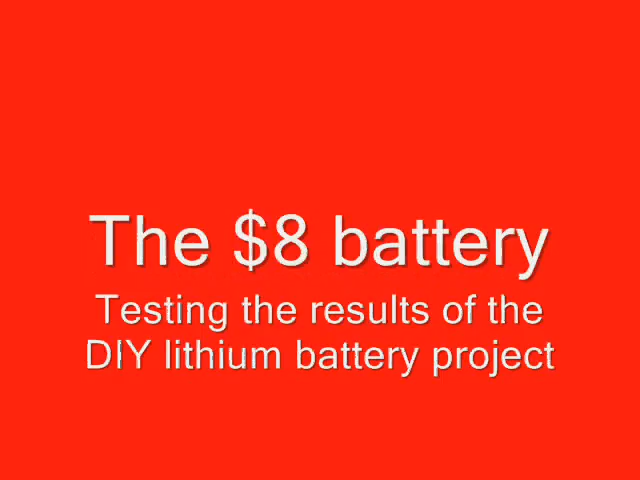 The $8 battery
Testing the results of the
DIY lithium battery project